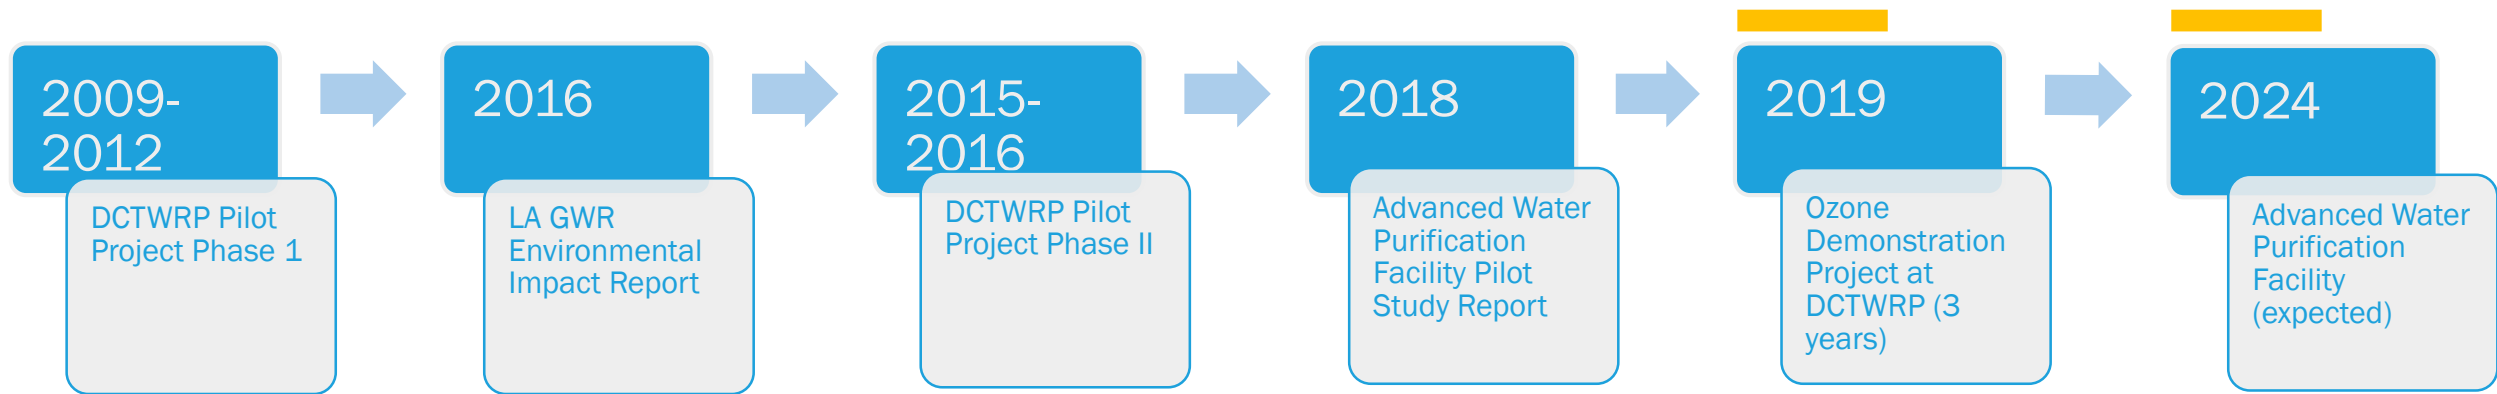 2009-
2012
DCTWRP Pilot
Project Phase 1
2016
LA GWR
Environmental
Impact Report
2015-
2016
DCTWRP Pilot
Project Phase II
2018
Advanced Water
Purification
Facility Pilot
Study Report
2019
Ozone
Demonstration
Project at
DCTWRP (3
years)
2024
Advanced Water
Purification
Facility
(expected)